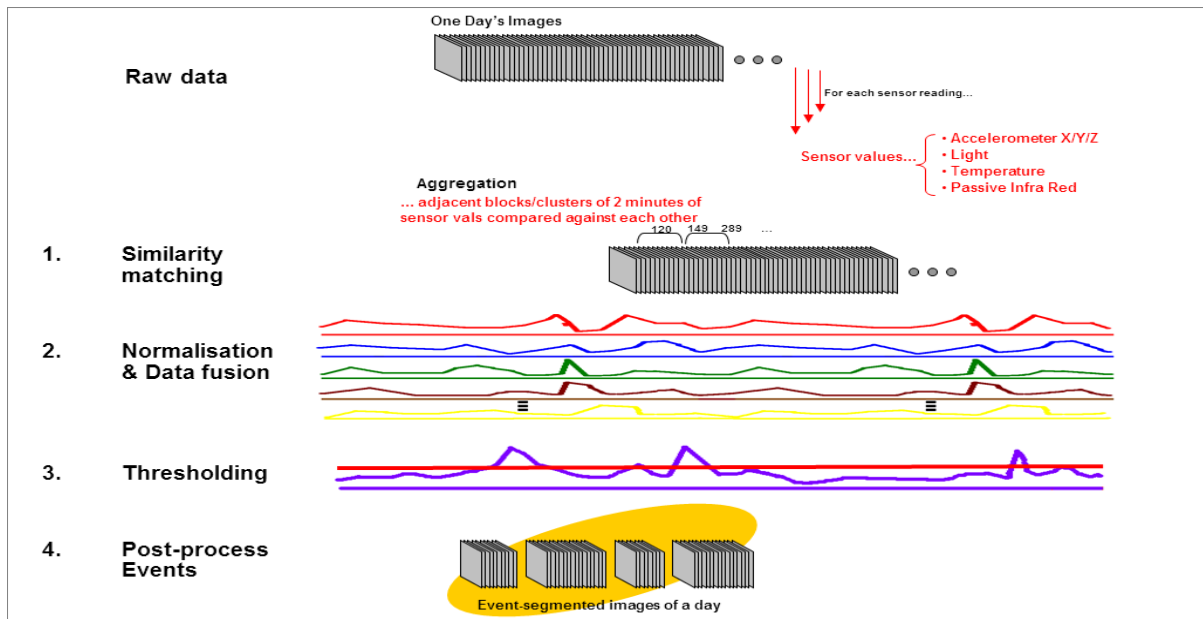 One Day's Images
Raw data
For each sensor reading...
Sensor values...
• Accelerometer X/Y/Z
• Light
• Temperature
• Passive Infra Red
Aggregation
... adjacent blocks/clusters of 2 minutes of
sensor vals compared against each other
120 149 289 ...
1. Similarity
matching
2. Normalisation
& Data fusion
3. Thresholding
4. Post-process
Events
Event-segmented images of a day